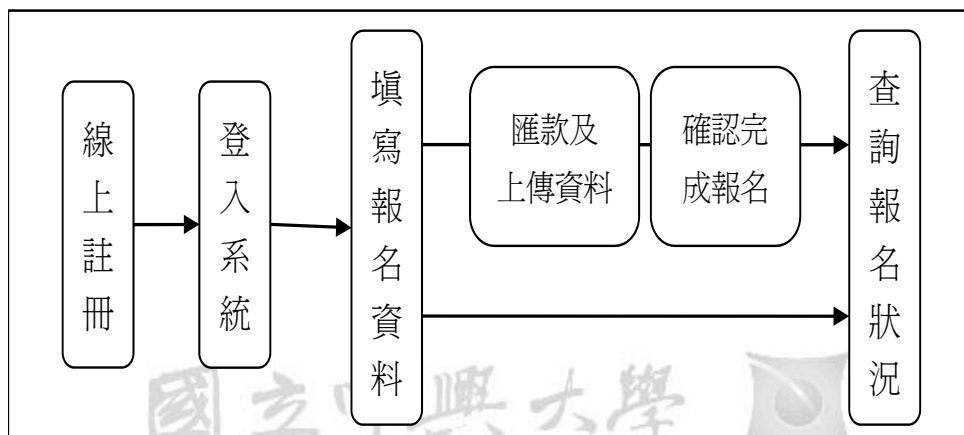 線上註冊
登入系統
填寫報名資料
匯款及
上傳資料
確認完
成報名
查詢報名狀況
國立中興大學